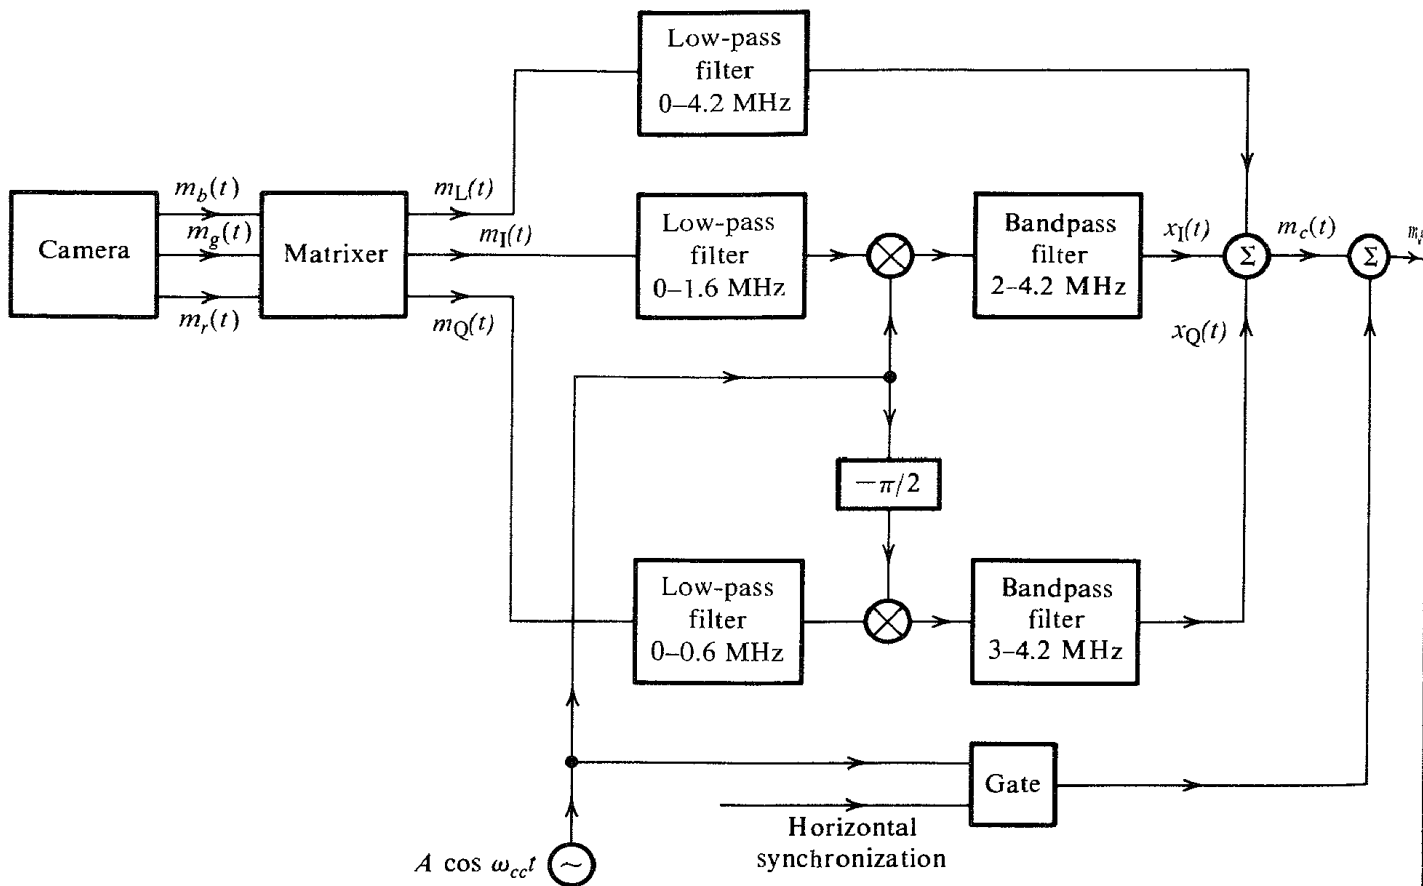 Low-pass
filter
0–4.2 MHz
Camera
m_b(t)
m_g(t)
m_r(t)
Matrixer
m_L(t)
m_I(t)
m_Q(t)
Low-pass
filter
0–1.6 MHz
Bandpass
filter
2–4.2 MHz
x_I(t)
Σ
m_c(t)
Σ
x_Q(t)
−π/2
Low-pass
filter
0–0.6 MHz
Bandpass
filter
3–4.2 MHz
Gate
Horizontal
synchronization
A cos ω_cc t
~